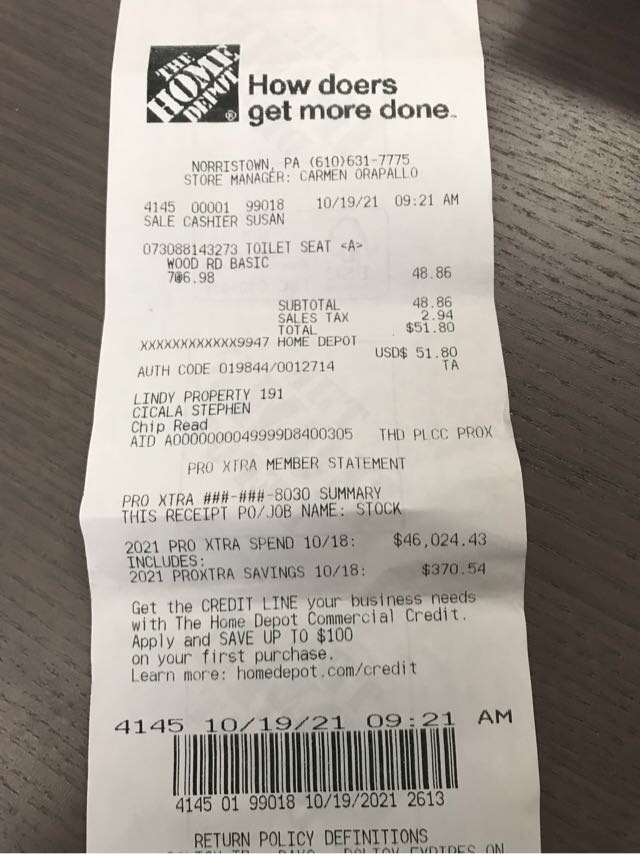 THE
HOME
DEPOT
®
How doers
get more done™
NORRISTOWN, PA (610)631-7775
STORE MANAGER: CARMEN ORAPALLO
4145 00001 99018 10/19/21 09:21 AM
SALE CASHIER SUSAN
073088143273 TOILET SEAT <A>
WOOD RD BASIC
7@6.98 48.86
SUBTOTAL 48.86
SALES TAX 2.94
TOTAL $51.80
XXXXXXXXXXXX9947 HOME DEPOT
USD$ 51.80
AUTH CODE 019844/0012714 TA
LINDY PROPERTY 191
CICALA STEPHEN
Chip Read
AID A0000000049999D8400305 THD PLCC PROX
PRO XTRA MEMBER STATEMENT
PRO XTRA ###-###-8030 SUMMARY
THIS RECEIPT PO/JOB NAME: STOCK
2021 PRO XTRA SPEND 10/18: $46,024.43
INCLUDES:
2021 PROXTRA SAVINGS 10/18: $370.54
Get the CREDIT LINE your business needs
with The Home Depot Commercial Credit.
Apply and SAVE UP TO $100
on your first purchase.
Learn more: homedepot.com/credit
4145 10/19/21 09:21 AM
4145 01 99018 10/19/2021 2613
RETURN POLICY DEFINITIONS